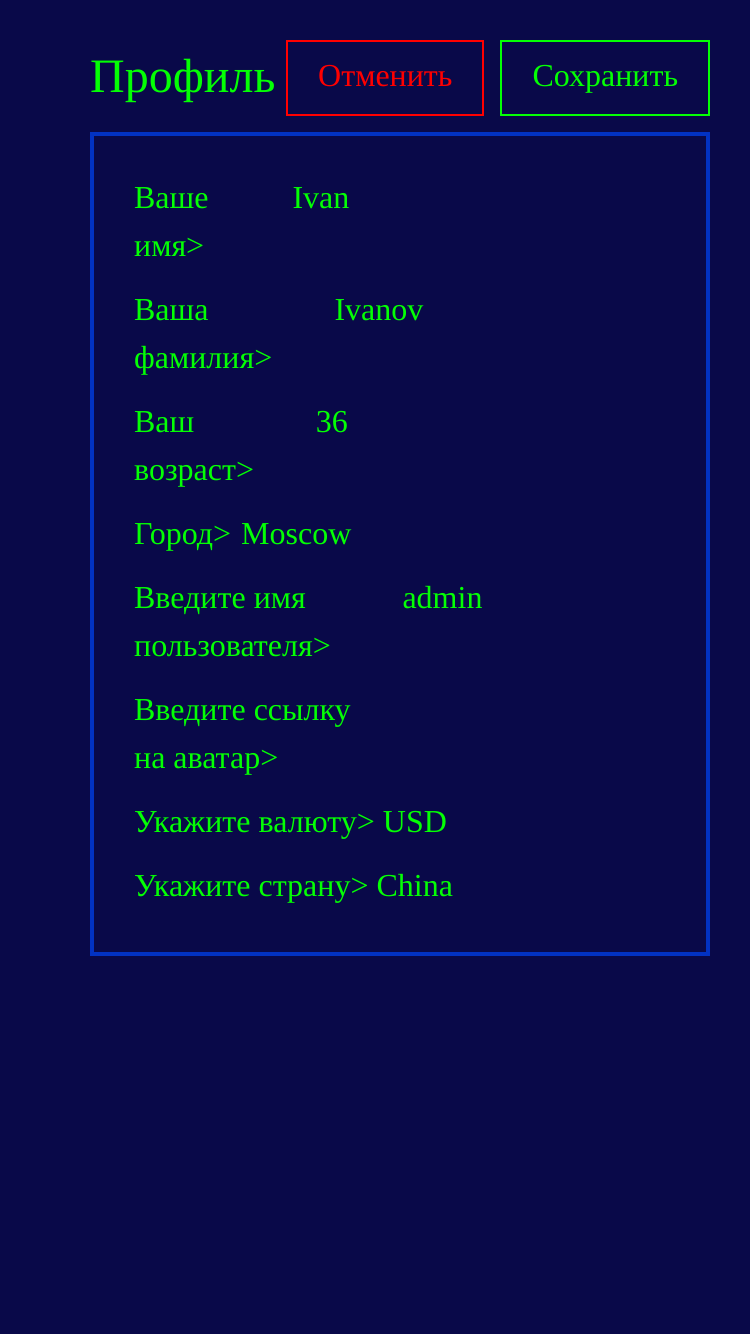 Профиль Отменить Сохранить
Ваше Ivan
имя>
Ваша Ivanov
фамилия>
Ваш 36
возраст>
Город> Moscow
Введите имя admin
пользователя>
Введите ссылку
на аватар>
Укажите валюту> USD
Укажите страну> China